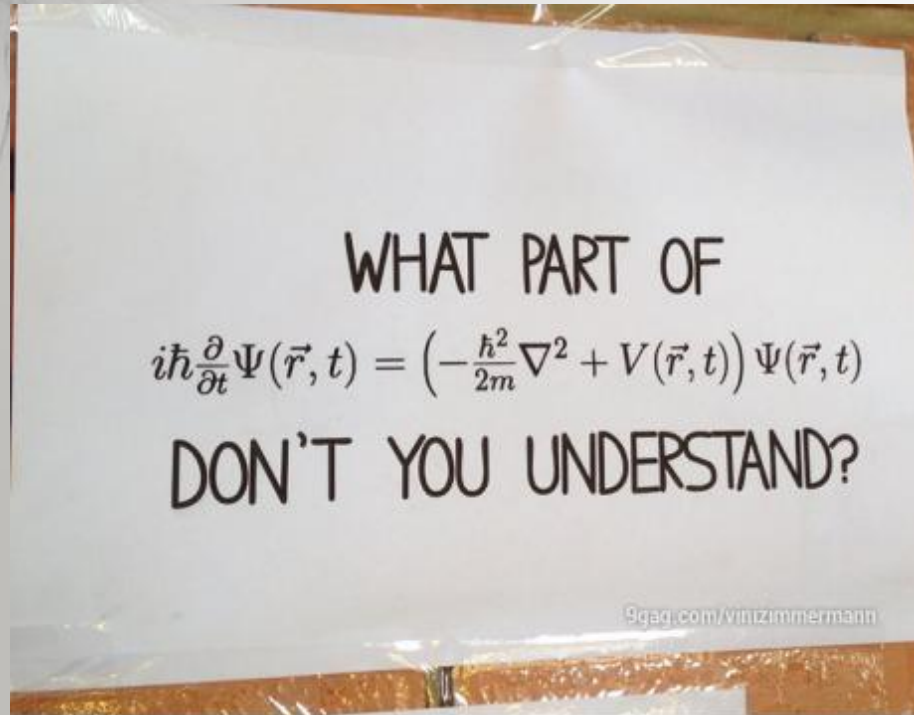 WHAT PART OF
iħ ∂/∂t Ψ(r⃗, t) = (−ħ²/2m ∇² + V(r⃗, t)) Ψ(r⃗, t)
DON'T YOU UNDERSTAND?
9gag.com/vinizimmermann